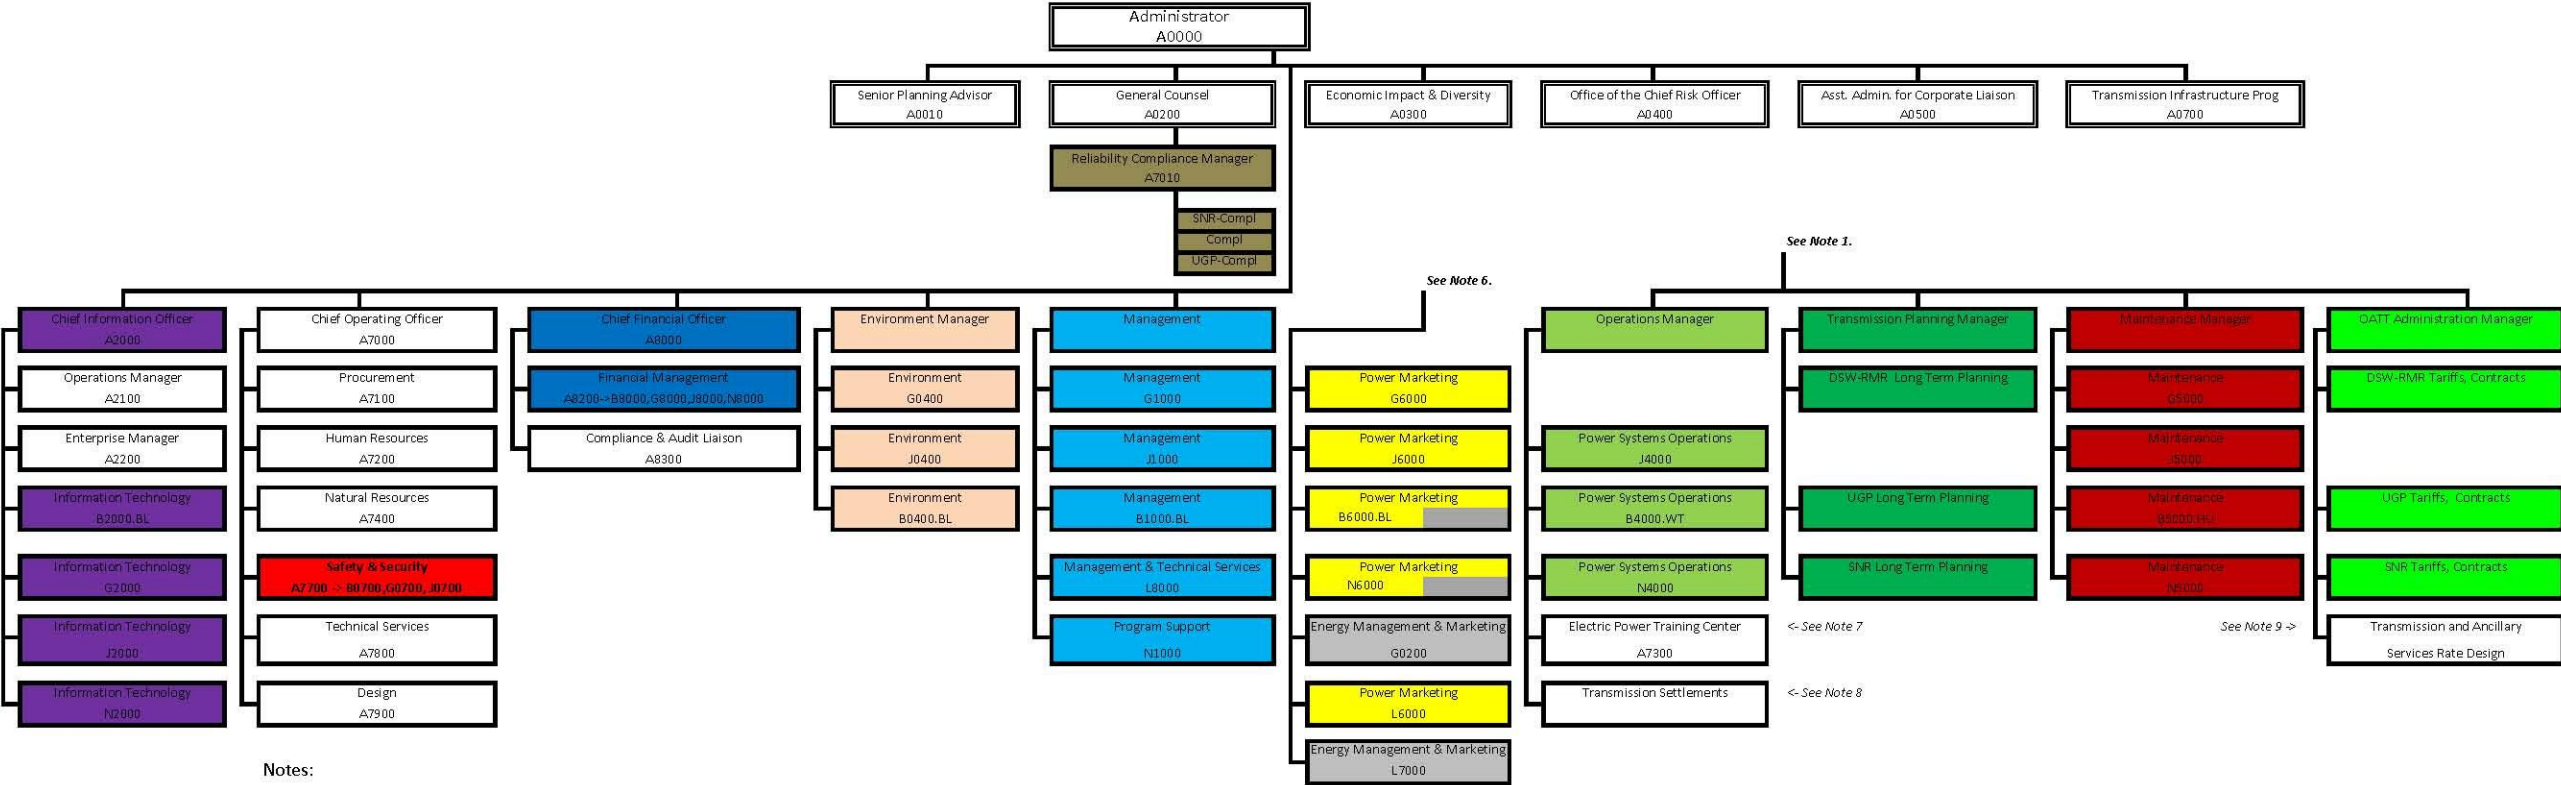 Administrator
A0000
Senior Planning Advisor
A0010
General Counsel
A0200
Economic Impact & Diversity
A0300
Office of the Chief Risk Officer
A0400
Asst. Admin. for Corporate Liaison
A0500
Transmission Infrastructure Prog
A0700
Reliability Compliance Manager
A7010
SNR-Compl
Compl
UGP-Compl
See Note 1.
See Note 6.
Chief Information Officer
A2000
Operations Manager
A2100
Enterprise Manager
A2200
Information Technology
B2000.BL
Information Technology
G2000
Information Technology
J2000
Information Technology
N2000
Chief Operating Officer
A7000
Procurement
A7100
Human Resources
A7200
Natural Resources
A7400
Safety & Security
A7700 -> B0700,G0700, J0700
Technical Services
A7800
Design
A7900
Chief Financial Officer
A8000
Financial Management
A8200->B8000,G8000,J8000,N8000
Compliance & Audit Liaison
A8300
Environment Manager
Environment
G0400
Environment
J0400
Environment
B0400.BL
Management
Management
G1000
Management
J1000
Management
B1000.BL
Management & Technical Services
L8000
Program Support
N1000
Power Marketing
G6000
Power Marketing
J6000
Power Marketing
B6000.BL
Power Marketing
N6000
Energy Management & Marketing
G0200
Power Marketing
L6000
Energy Management & Marketing
L7000
Operations Manager
Power Systems Operations
J4000
Power Systems Operations
B4000.WT
Power Systems Operations
N4000
Electric Power Training Center
A7300
<- See Note 7
Transmission Settlements
<- See Note 8
Transmission Planning Manager
DSW-RMR Long Term Planning
UGP Long Term Planning
SNR Long Term Planning
Maintenance Manager
Maintenance
G5000
Maintenance
J5000
Maintenance
B5000.HU
Maintenance
N5000
OATT Administration Manager
DSW-RMR Tariffs, Contracts
UGP Tariffs, Contracts
SNR Tariffs, Contracts
See Note 9 ->
Transmission and Ancillary
Services Rate Design
Notes: